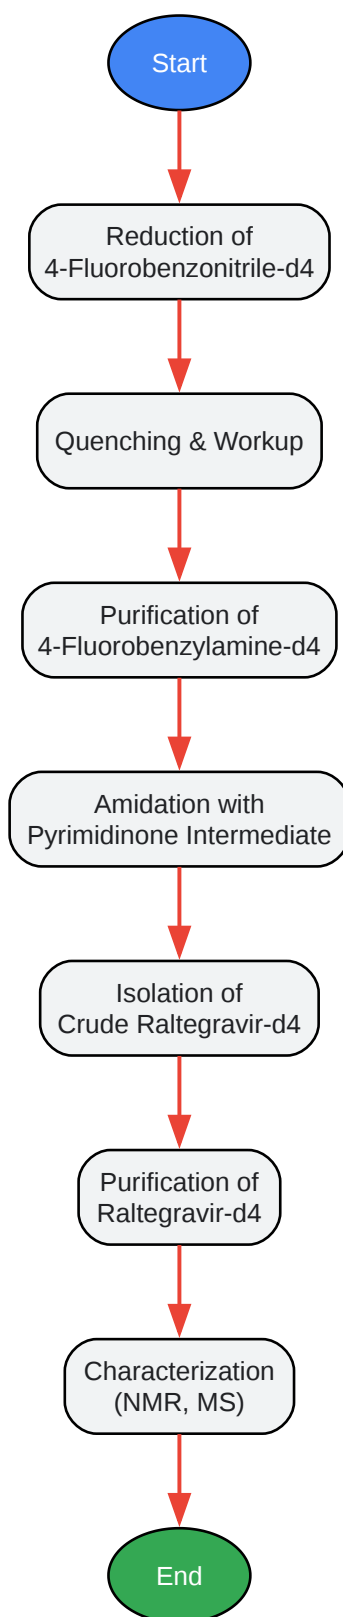 Start
Reduction of
4-Fluorobenzonitrile-d4
Quenching & Workup
Purification of
4-Fluorobenzylamine-d4
Amidation with
Pyrimidinone Intermediate
Isolation of
Crude Raltegravir-d4
Purification of
Raltegravir-d4
Characterization
(NMR, MS)
End